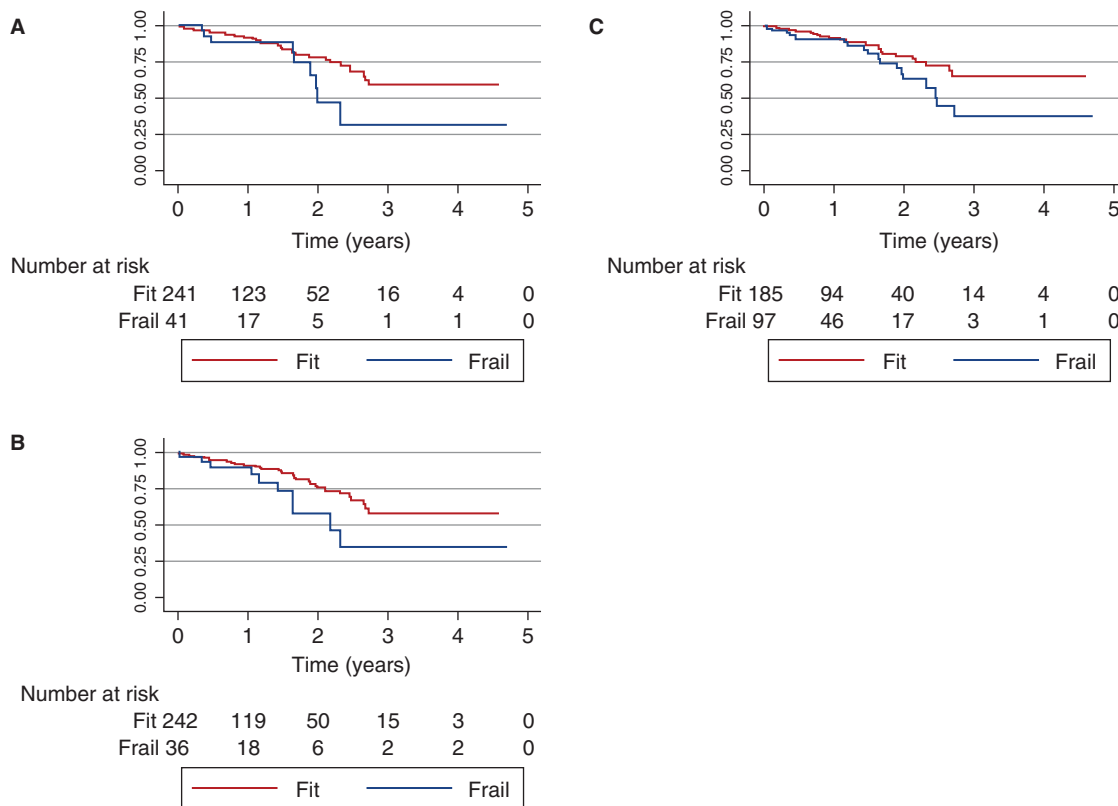 A
0.00 0.25 0.50 0.75 1.00
0 1 2 3 4 5
Time (years)
Number at risk
Fit 241 123 52 16 4 0
Frail 41 17 5 1 1 0
Fit Frail
B
0.00 0.25 0.50 0.75 1.00
0 1 2 3 4 5
Time (years)
Number at risk
Fit 242 119 50 15 3 0
Frail 36 18 6 2 2 0
Fit Frail
C
0.00 0.25 0.50 0.75 1.00
0 1 2 3 4 5
Time (years)
Number at risk
Fit 185 94 40 14 4 0
Frail 97 46 17 3 1 0
Fit Frail